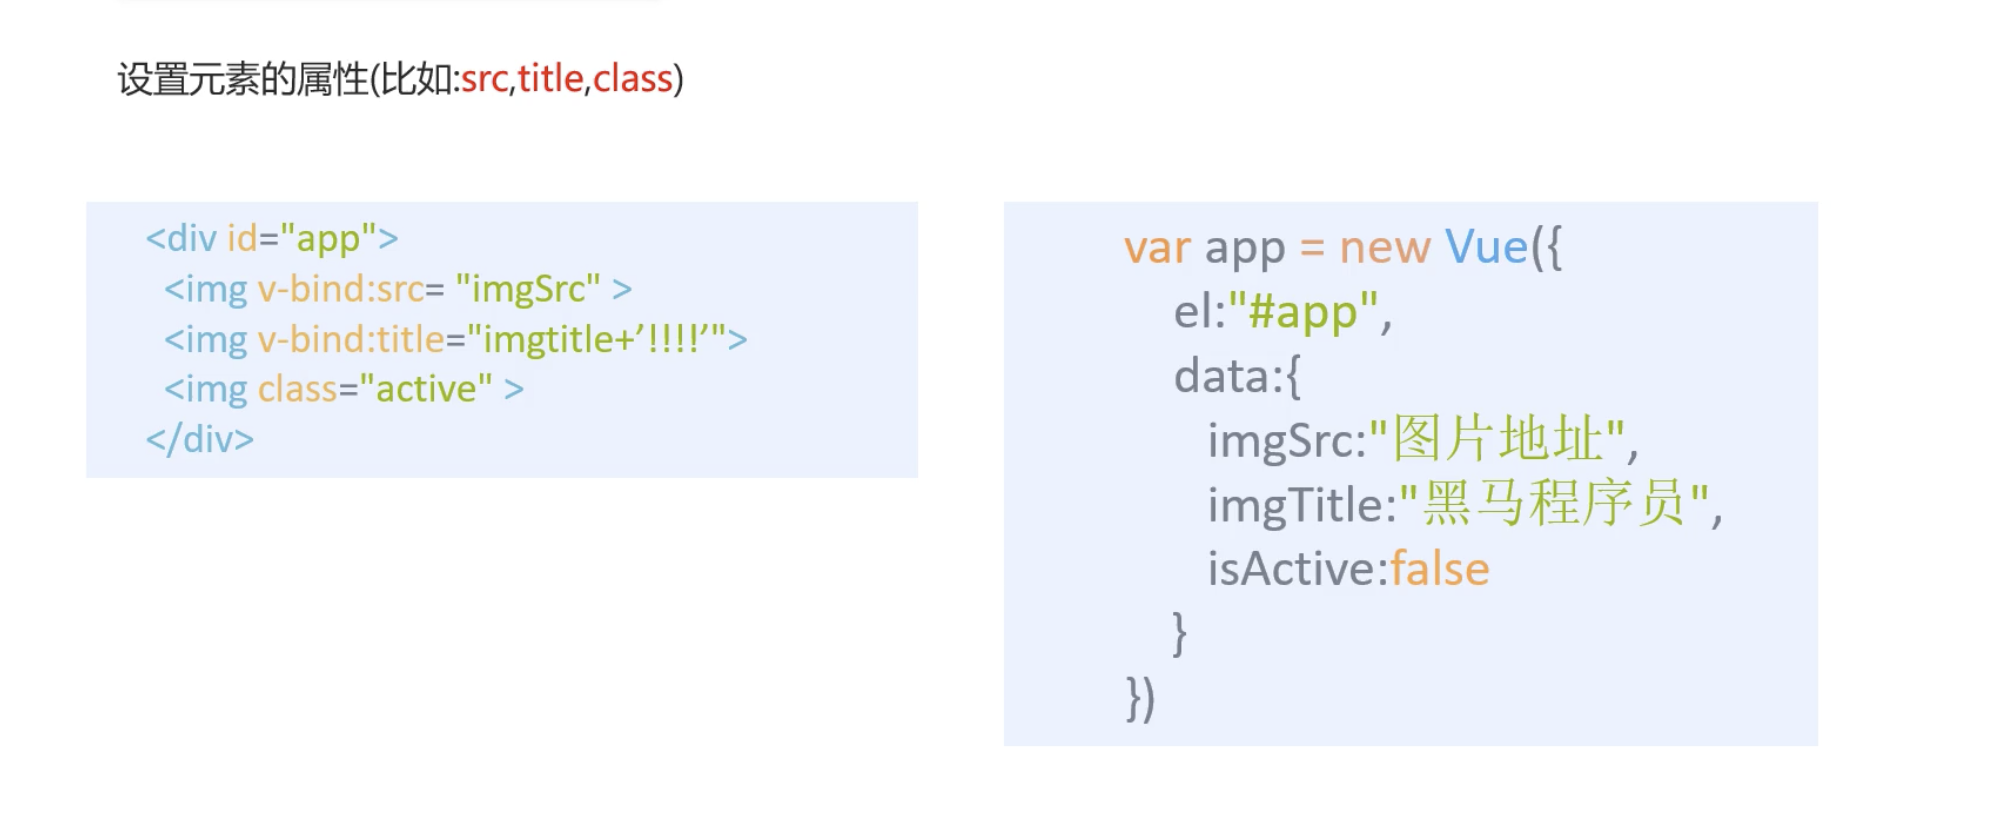 设置元素的属性(比如:src,title,class)
<div id="app">
<img v-bind:src= "imgSrc" >
<img v-bind:title="imgtitle+’!!!!’">
<img class="active" >
</div>
var app = new Vue({
el:"#app",
data:{
imgSrc:"图片地址",
imgTitle:"黑马程序员",
isActive:false
}
})